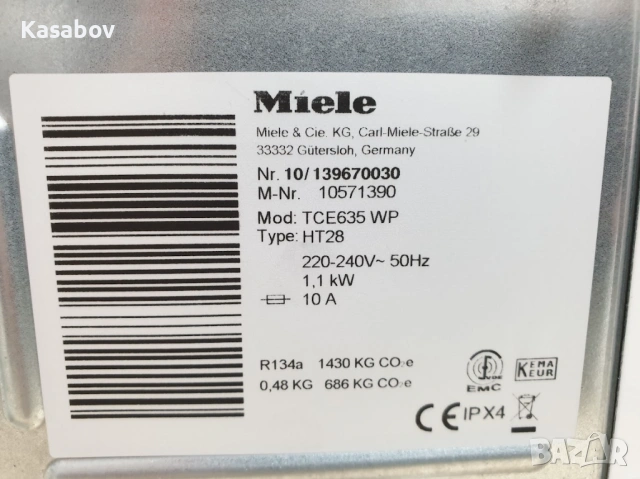 Kasabov
Miele
Miele & Cie. KG, Carl-Miele-Straße 29
33332 Gütersloh, Germany
Nr. 10/139670030
M-Nr. 10571390
Mod: TCE635 WP
Type: HT28
220-240V~ 50Hz
1,1 kW
10 A
R134a 1430 KG CO₂e
0,48 KG 686 KG CO₂e
VDE
EMC
KEMA
KEUR
CE IPX4
BAZAR